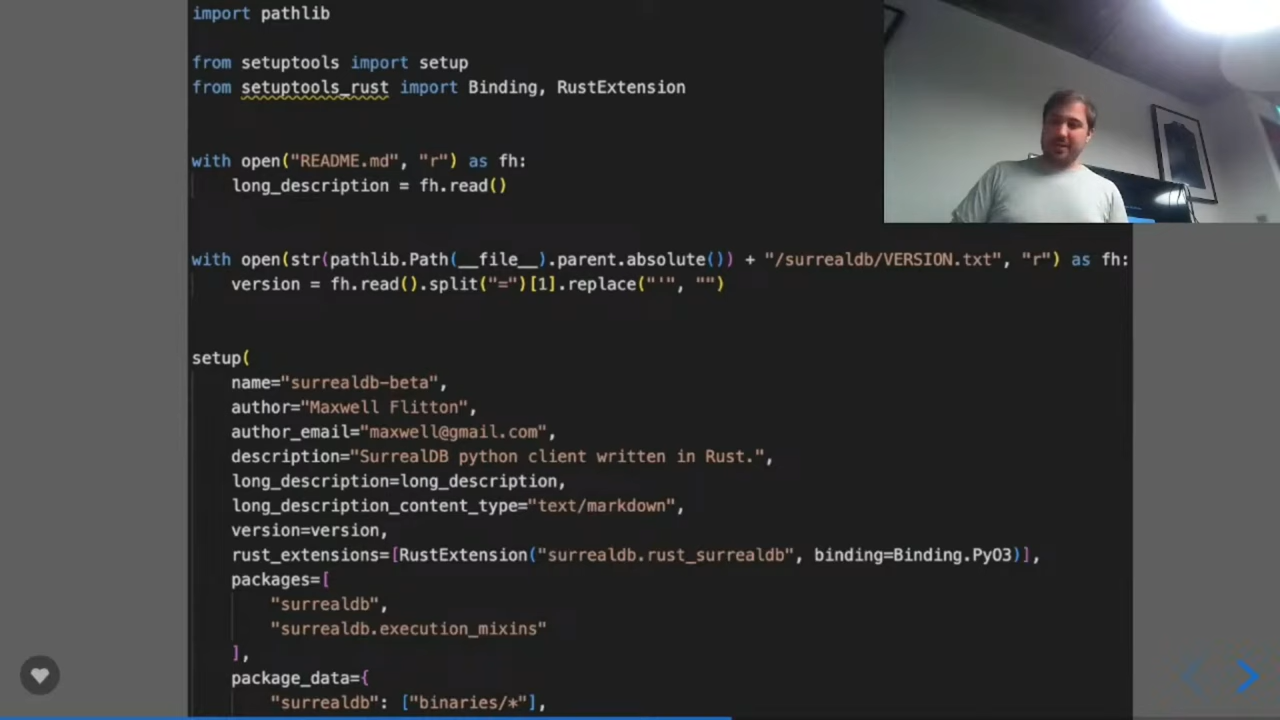 import pathlib
from setuptools import setup
from setuptools_rust import Binding, RustExtension
with open("README.md", "r") as fh:
long_description = fh.read()
with open(str(pathlib.Path(__file__).parent.absolute()) + "/surrealdb/VERSION.txt", "r") as fh:
version = fh.read().split("=")[1].replace("'", "")
setup(
name="surrealdb-beta",
author="Maxwell Flitton",
author_email="maxwell@gmail.com",
description="SurrealDB python client written in Rust.",
long_description=long_description,
long_description_content_type="text/markdown",
version=version,
rust_extensions=[RustExtension("surrealdb.rust_surrealdb", binding=Binding.PyO3)],
packages=[
"surrealdb",
"surrealdb.execution_mixins"
],
package_data={
"surrealdb": ["binaries/*"],